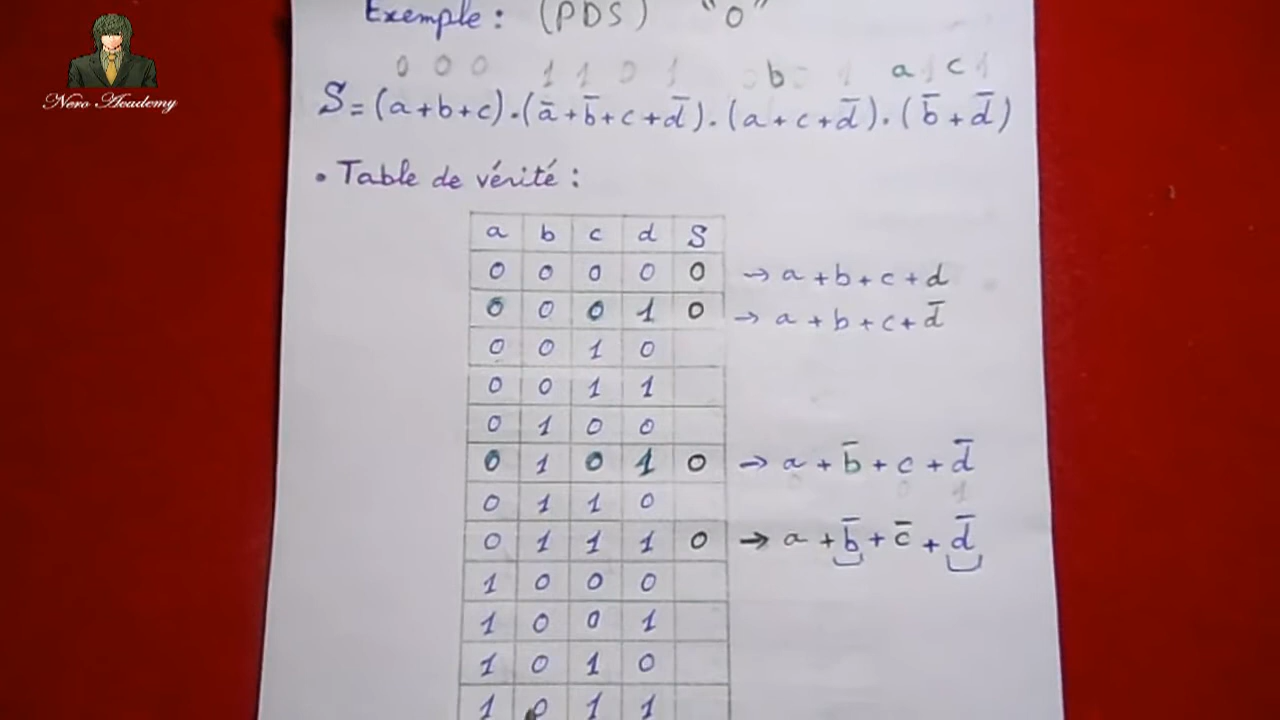 Exemple : (PDS) "0"
0 0 0 1 1 0 1 b 1 a 1 c 1
S = (a+b+c).(a̅+b̅+c+d̅).(a+c+d̅).(b̅+d̅)
• Table de vérité :
a b c d S
0 0 0 0 0 → a+b+c+d
0 0 0 1 0 → a+b+c+d̅
0 0 1 0
0 0 1 1
0 1 0 0
0 1 0 1 0 → a+b̅+c+d̅
0 1 1 0
0 1 1 1 0 → a+b̅+c̅+d̅
1 0 0 0
1 0 0 1
1 0 1 0
1 0 1 1
Nero Academy